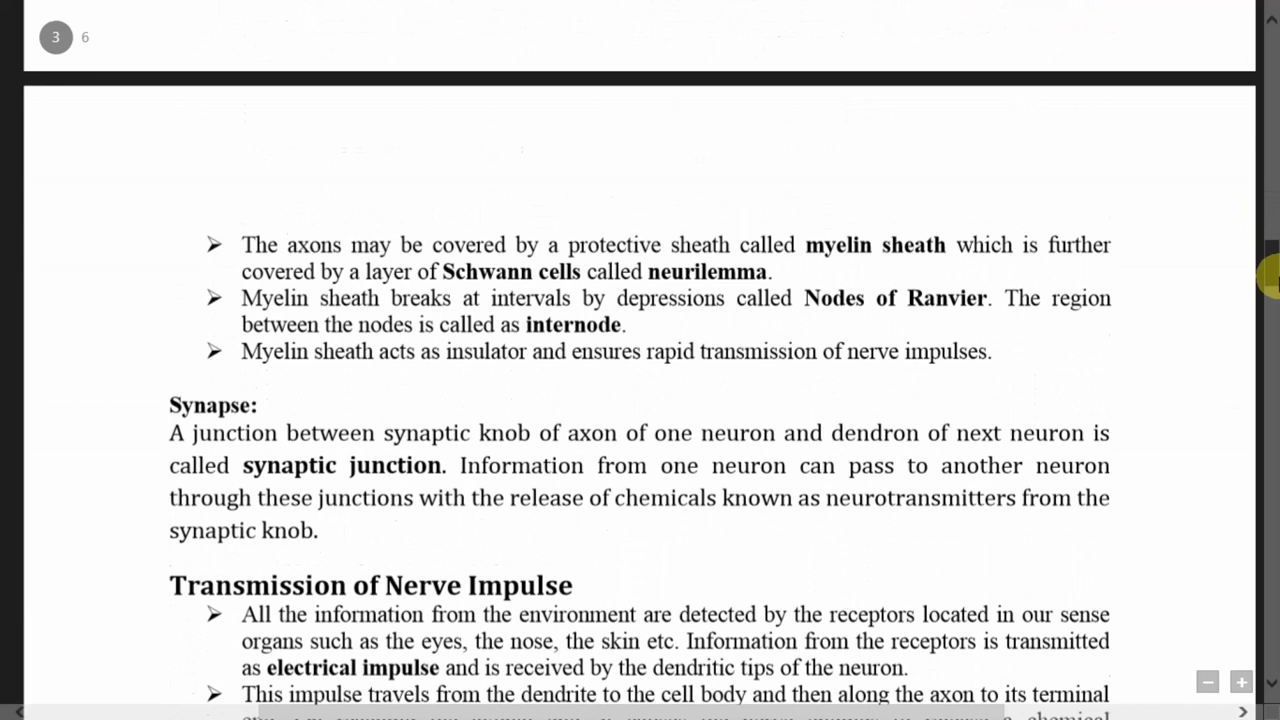 3 6
➢ The axons may be covered by a protective sheath called myelin sheath which is further
covered by a layer of Schwann cells called neurilemma.
➢ Myelin sheath breaks at intervals by depressions called Nodes of Ranvier. The region
between the nodes is called as internode.
➢ Myelin sheath acts as insulator and ensures rapid transmission of nerve impulses.
Synapse:
A junction between synaptic knob of axon of one neuron and dendron of next neuron is
called synaptic junction. Information from one neuron can pass to another neuron
through these junctions with the release of chemicals known as neurotransmitters from the
synaptic knob.
Transmission of Nerve Impulse
➢ All the information from the environment are detected by the receptors located in our sense
organs such as the eyes, the nose, the skin etc. Information from the receptors is transmitted
as electrical impulse and is received by the dendritic tips of the neuron.
➢ This impulse travels from the dendrite to the cell body and then along the axon to its terminal